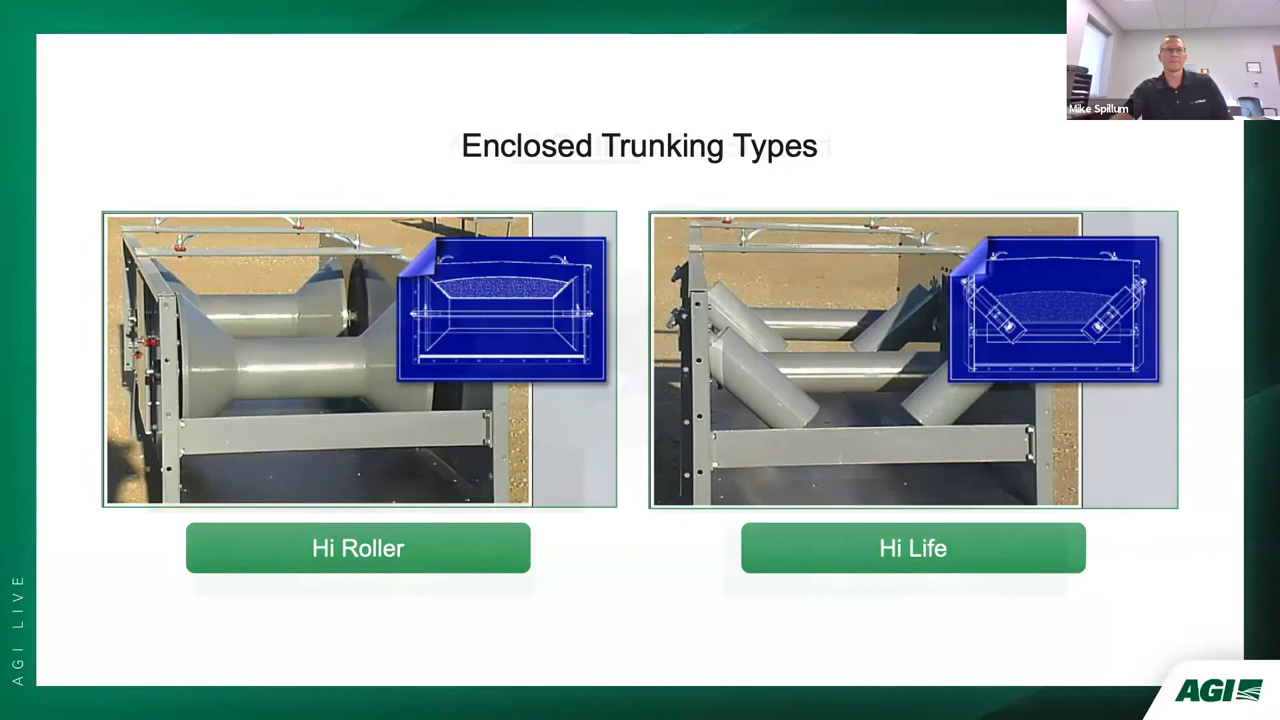 Mike Spillum
Enclosed Trunking Types
Hi Roller
Hi Life
AGI LIVE
AGI